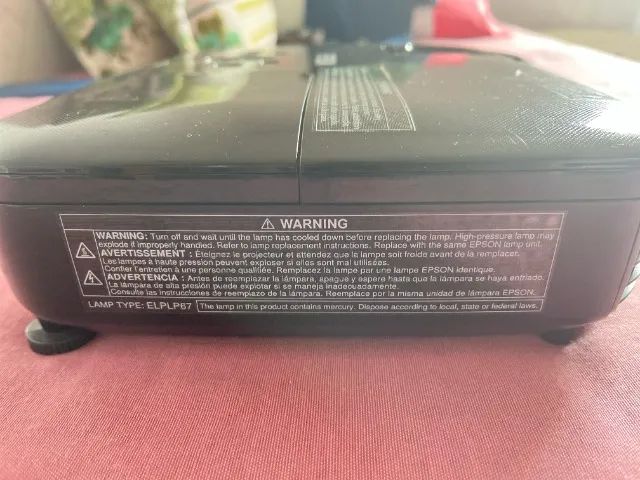 WARNING
WARNING: Turn off and wait until the lamp has cooled down before replacing the lamp. High-pressure lamp may
explode if improperly handled. Refer to lamp replacement instructions. Replace with the same EPSON lamp unit.
AVERTISSEMENT : Eteignez le projecteur et attendez que le lampe soit froide avant de la remplacer.
Les lampes à haute pression peuvent exploser si elles sont mal utilisées.
Confier l'entretien à une personne qualifiée. Remplacez la lampe par une lampe EPSON identique.
ADVERTENCIA : Antes de reemplazar la lámpara, apague y espere hasta que la lámpara se haya enfriado.
La lámpara de alta presión puede explotar si se maneja inadecuadamente.
Consulte las instrucciones de reemplazo de la lámpara. Reemplace por la misma unidad de lámpara EPSON.
LAMP TYPE: ELPLP87 The lamp in this product contains mercury. Dispose according to local, state or federal laws.